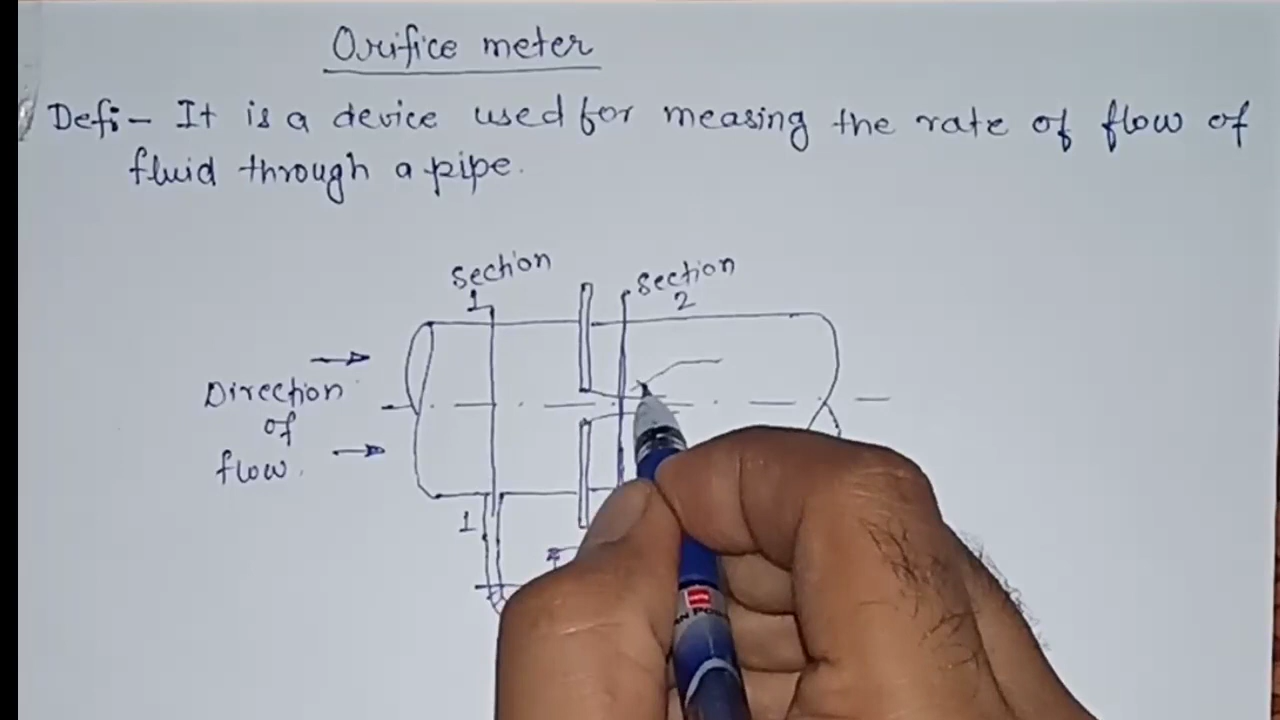 Orifice meter
Defi:- It is a device used for measing the rate of flow of
fluid through a pipe.
Section
1
Section
2
Direction
of
flow.
1